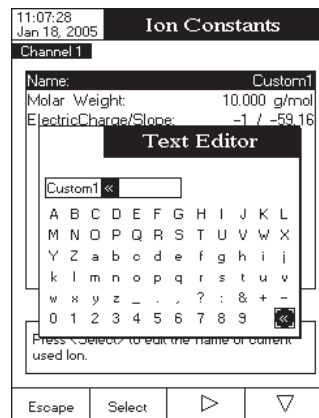 11:07:28
Jan 18, 2005
Ion Constants
Channel 1
Name: Custom1
Molar Weight: 10.000 g/mol
ElectricCharge/Slope: -1 / -59.16
Text Editor
Custom1 «
A B C D E F G H I J K L
M N O P Q R S T U V W X
Y Z a b c d e f g h i j
k l m n o p q r s t u v
w x y z _ . , ? : & + -
0 1 2 3 4 5 6 7 8 9 «
Press <Select> to edit the name of current
used Ion.
Escape Select ▷ ▽